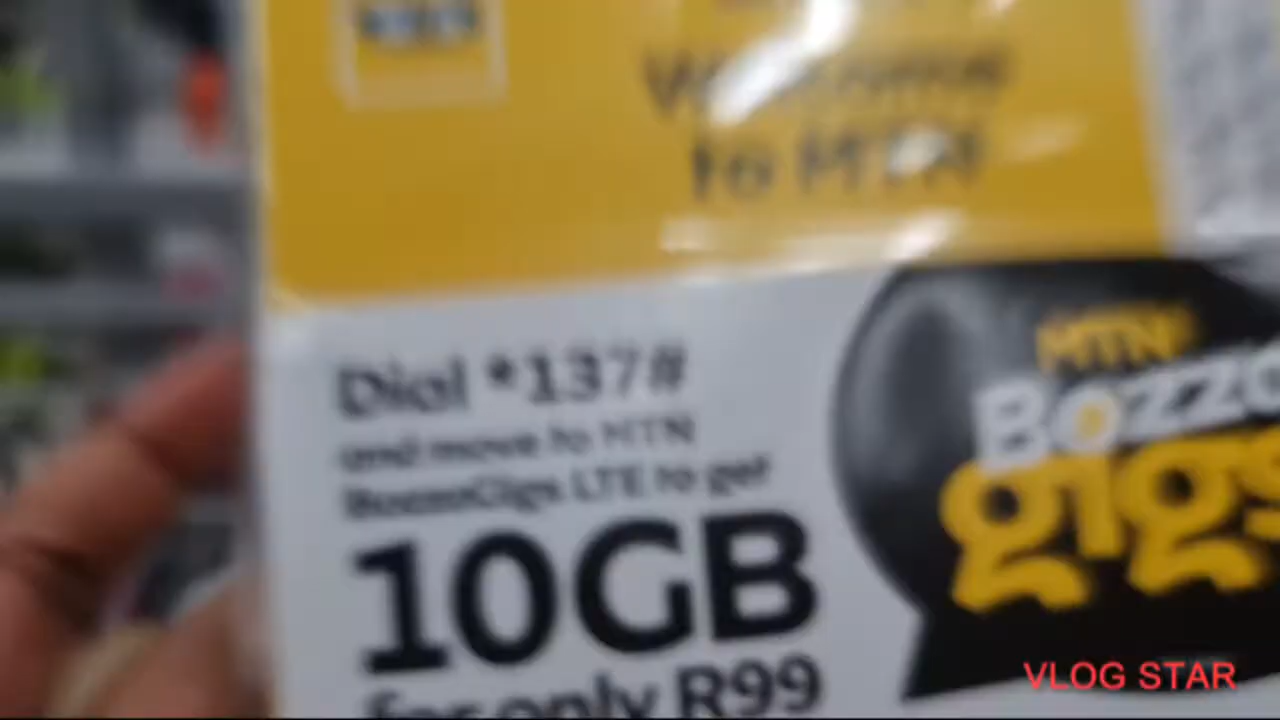 Welcome
to MTN
Dial *137#
and move to MTN
BozzaGigs LTE to get
10GB
for only R99
MTN
Bozza
gigs
VLOG STAR